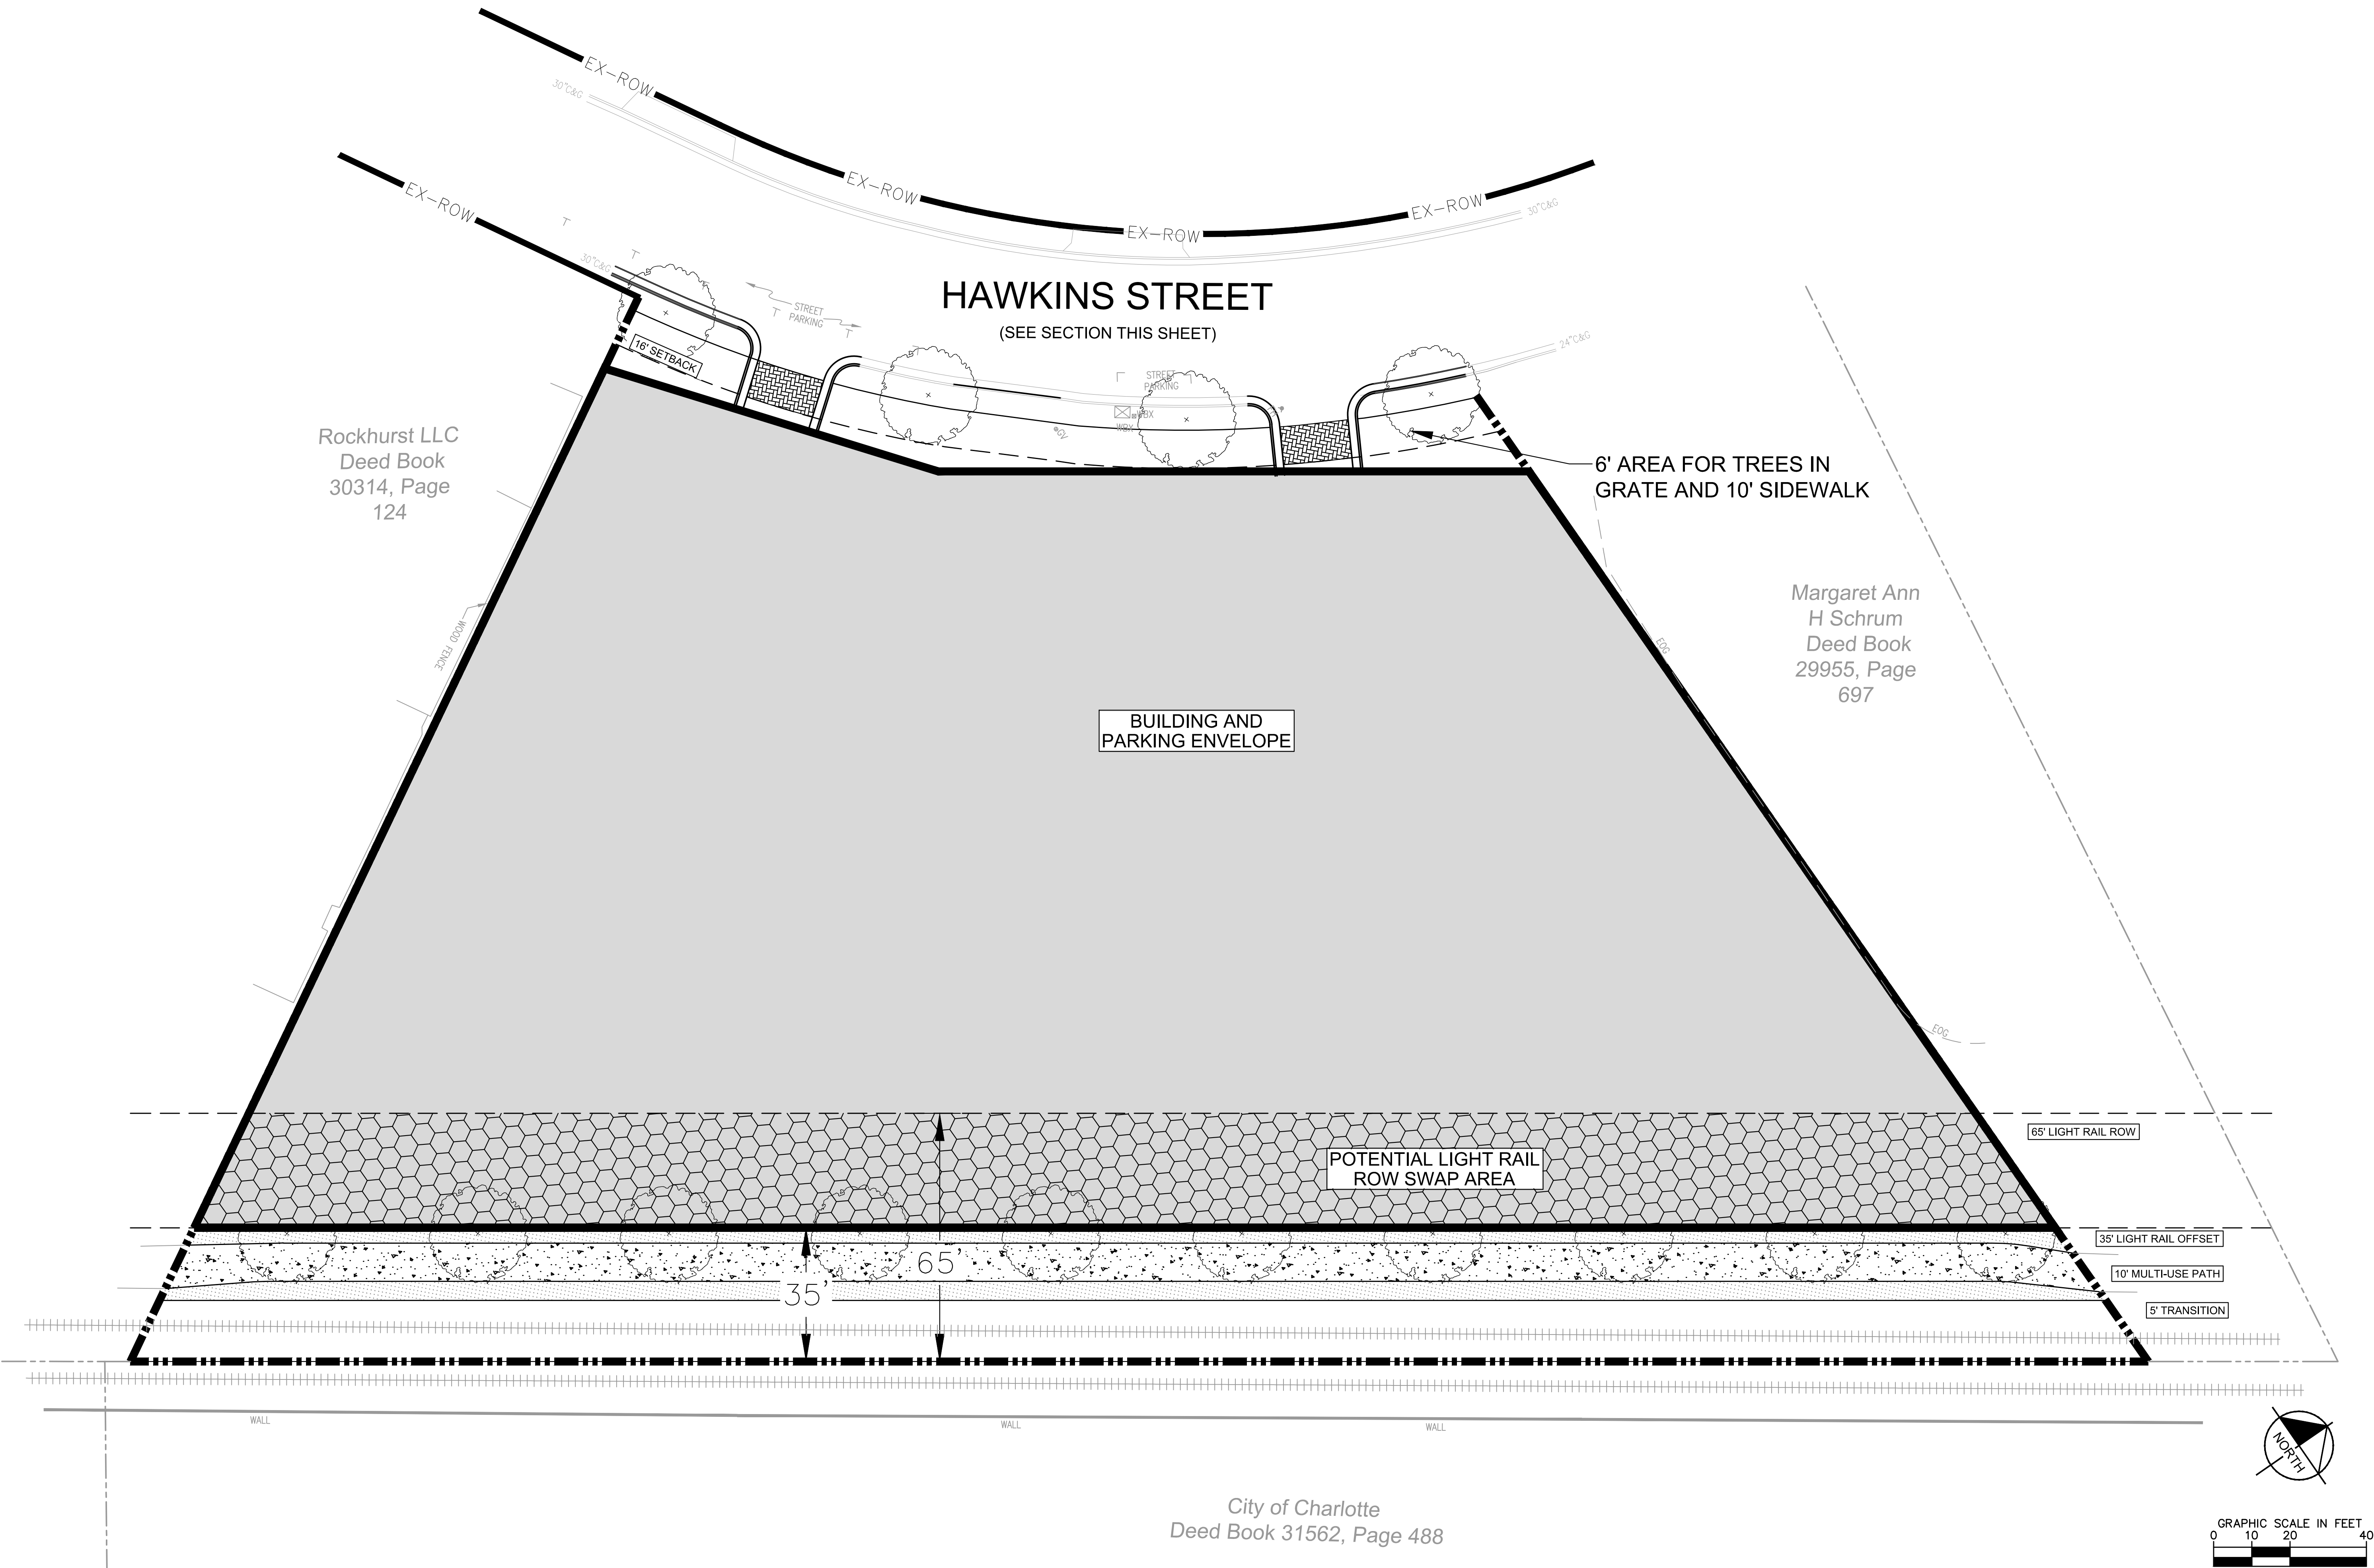 EX-ROW
30"C&G
EX-ROW
EX-ROW
EX-ROW
EX-ROW
30"C&G
30"C&G
HAWKINS STREET
(SEE SECTION THIS SHEET)
STREET
PARKING
16' SETBACK
24"C&G
STREET
PARKING
WBX
WBX
GV
Rockhurst LLC
Deed Book
30314, Page
124
6' AREA FOR TREES IN
GRATE AND 10' SIDEWALK
WOOD FENCE
EOG
Margaret Ann
H Schrum
Deed Book
29955, Page
697
BUILDING AND
PARKING ENVELOPE
EOG
65' LIGHT RAIL ROW
POTENTIAL LIGHT RAIL
ROW SWAP AREA
35' LIGHT RAIL OFFSET
65'
10' MULTI-USE PATH
35'
5' TRANSITION
WALL
WALL
WALL
NORTH
City of Charlotte
Deed Book 31562, Page 488
GRAPHIC SCALE IN FEET
0 10 20 40